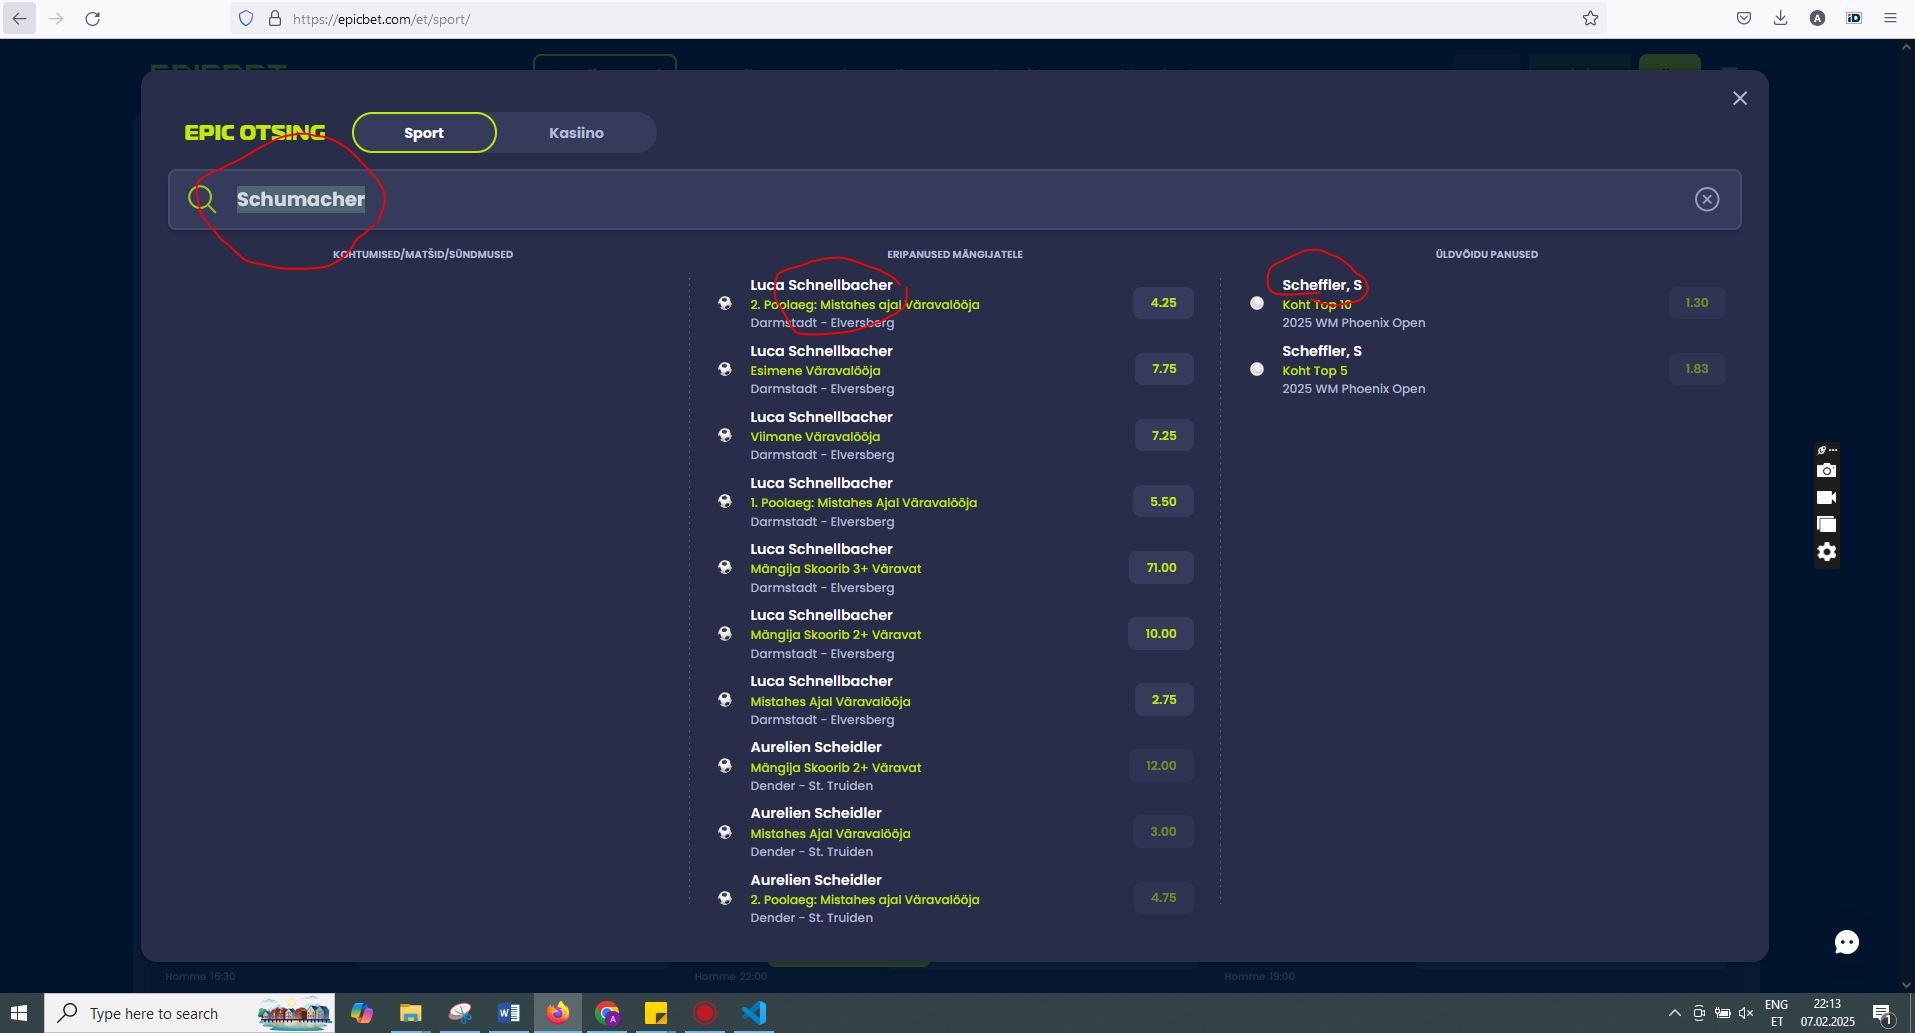 https://epicbet.com/et/sport/
EPIC OTSING
Sport
Kasiino
Schumacher
KOHTUMISED/MATŠID/SÜNDMUSED
ERIPANUSED MÄNGIJATELE
ÜLDVÕIDU PANUSED
Luca Schnellbacher
2. Poolaeg: Mistahes ajal Väravalööja
Darmstadt - Elversberg
4.25
Luca Schnellbacher
Esimene Väravalööja
Darmstadt - Elversberg
7.75
Luca Schnellbacher
Viimane Väravalööja
Darmstadt - Elversberg
7.25
Luca Schnellbacher
1. Poolaeg: Mistahes Ajal Väravalööja
Darmstadt - Elversberg
5.50
Luca Schnellbacher
Mängija Skoorib 3+ Väravat
Darmstadt - Elversberg
71.00
Luca Schnellbacher
Mängija Skoorib 2+ Väravat
Darmstadt - Elversberg
10.00
Luca Schnellbacher
Mistahes Ajal Väravalööja
Darmstadt - Elversberg
2.75
Aurelien Scheidler
Mängija Skoorib 2+ Väravat
Dender - St. Truiden
12.00
Aurelien Scheidler
Mistahes Ajal Väravalööja
Dender - St. Truiden
3.00
Aurelien Scheidler
2. Poolaeg: Mistahes ajal Väravalööja
Dender - St. Truiden
4.75
Scheffler, S
Koht Top 10
2025 WM Phoenix Open
1.30
Scheffler, S
Koht Top 5
2025 WM Phoenix Open
1.83
Homme 16:30
Homme 22:00
Homme 19:00
Type here to search
ENG
ET
22:13
07.02.2025
1